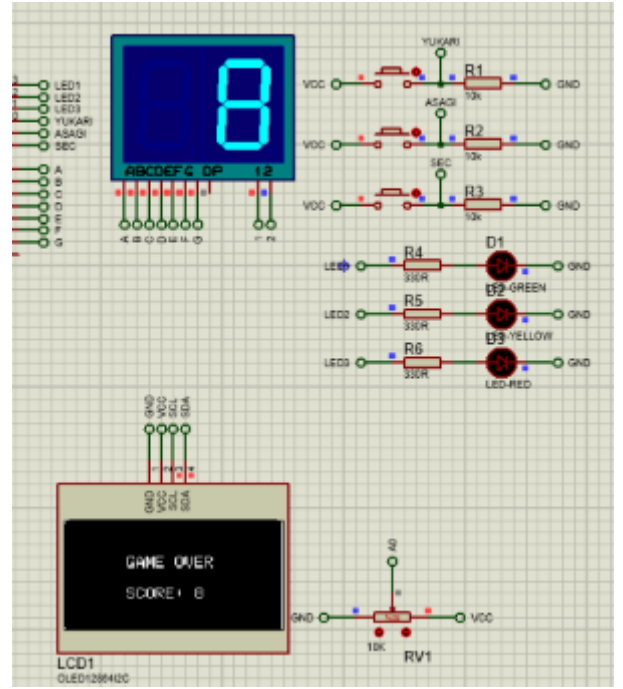 LED1
LED2
LED3
YUKARI
ASAGI
SEC
A
B
C
D
E
F
G
ABCDEFG DP
12
A B C D E F G
1 2
YUKARI
VCC
R1
10k
GND
ASAGI
VCC
R2
10k
GND
SEC
VCC
R3
10k
GND
R4
330R
D1
LED-GREEN
GND
LED2
R5
330R
D2
LED-YELLOW
GND
LED3
R6
330R
D3
LED-RED
GND
GND
VCC
SCL
SDA
GND
VCC
SCL
SDA
GAME OVER
SCORE: 8
LCD1
OLED12864I2C
A0
GND
10K
VCC
RV1
8